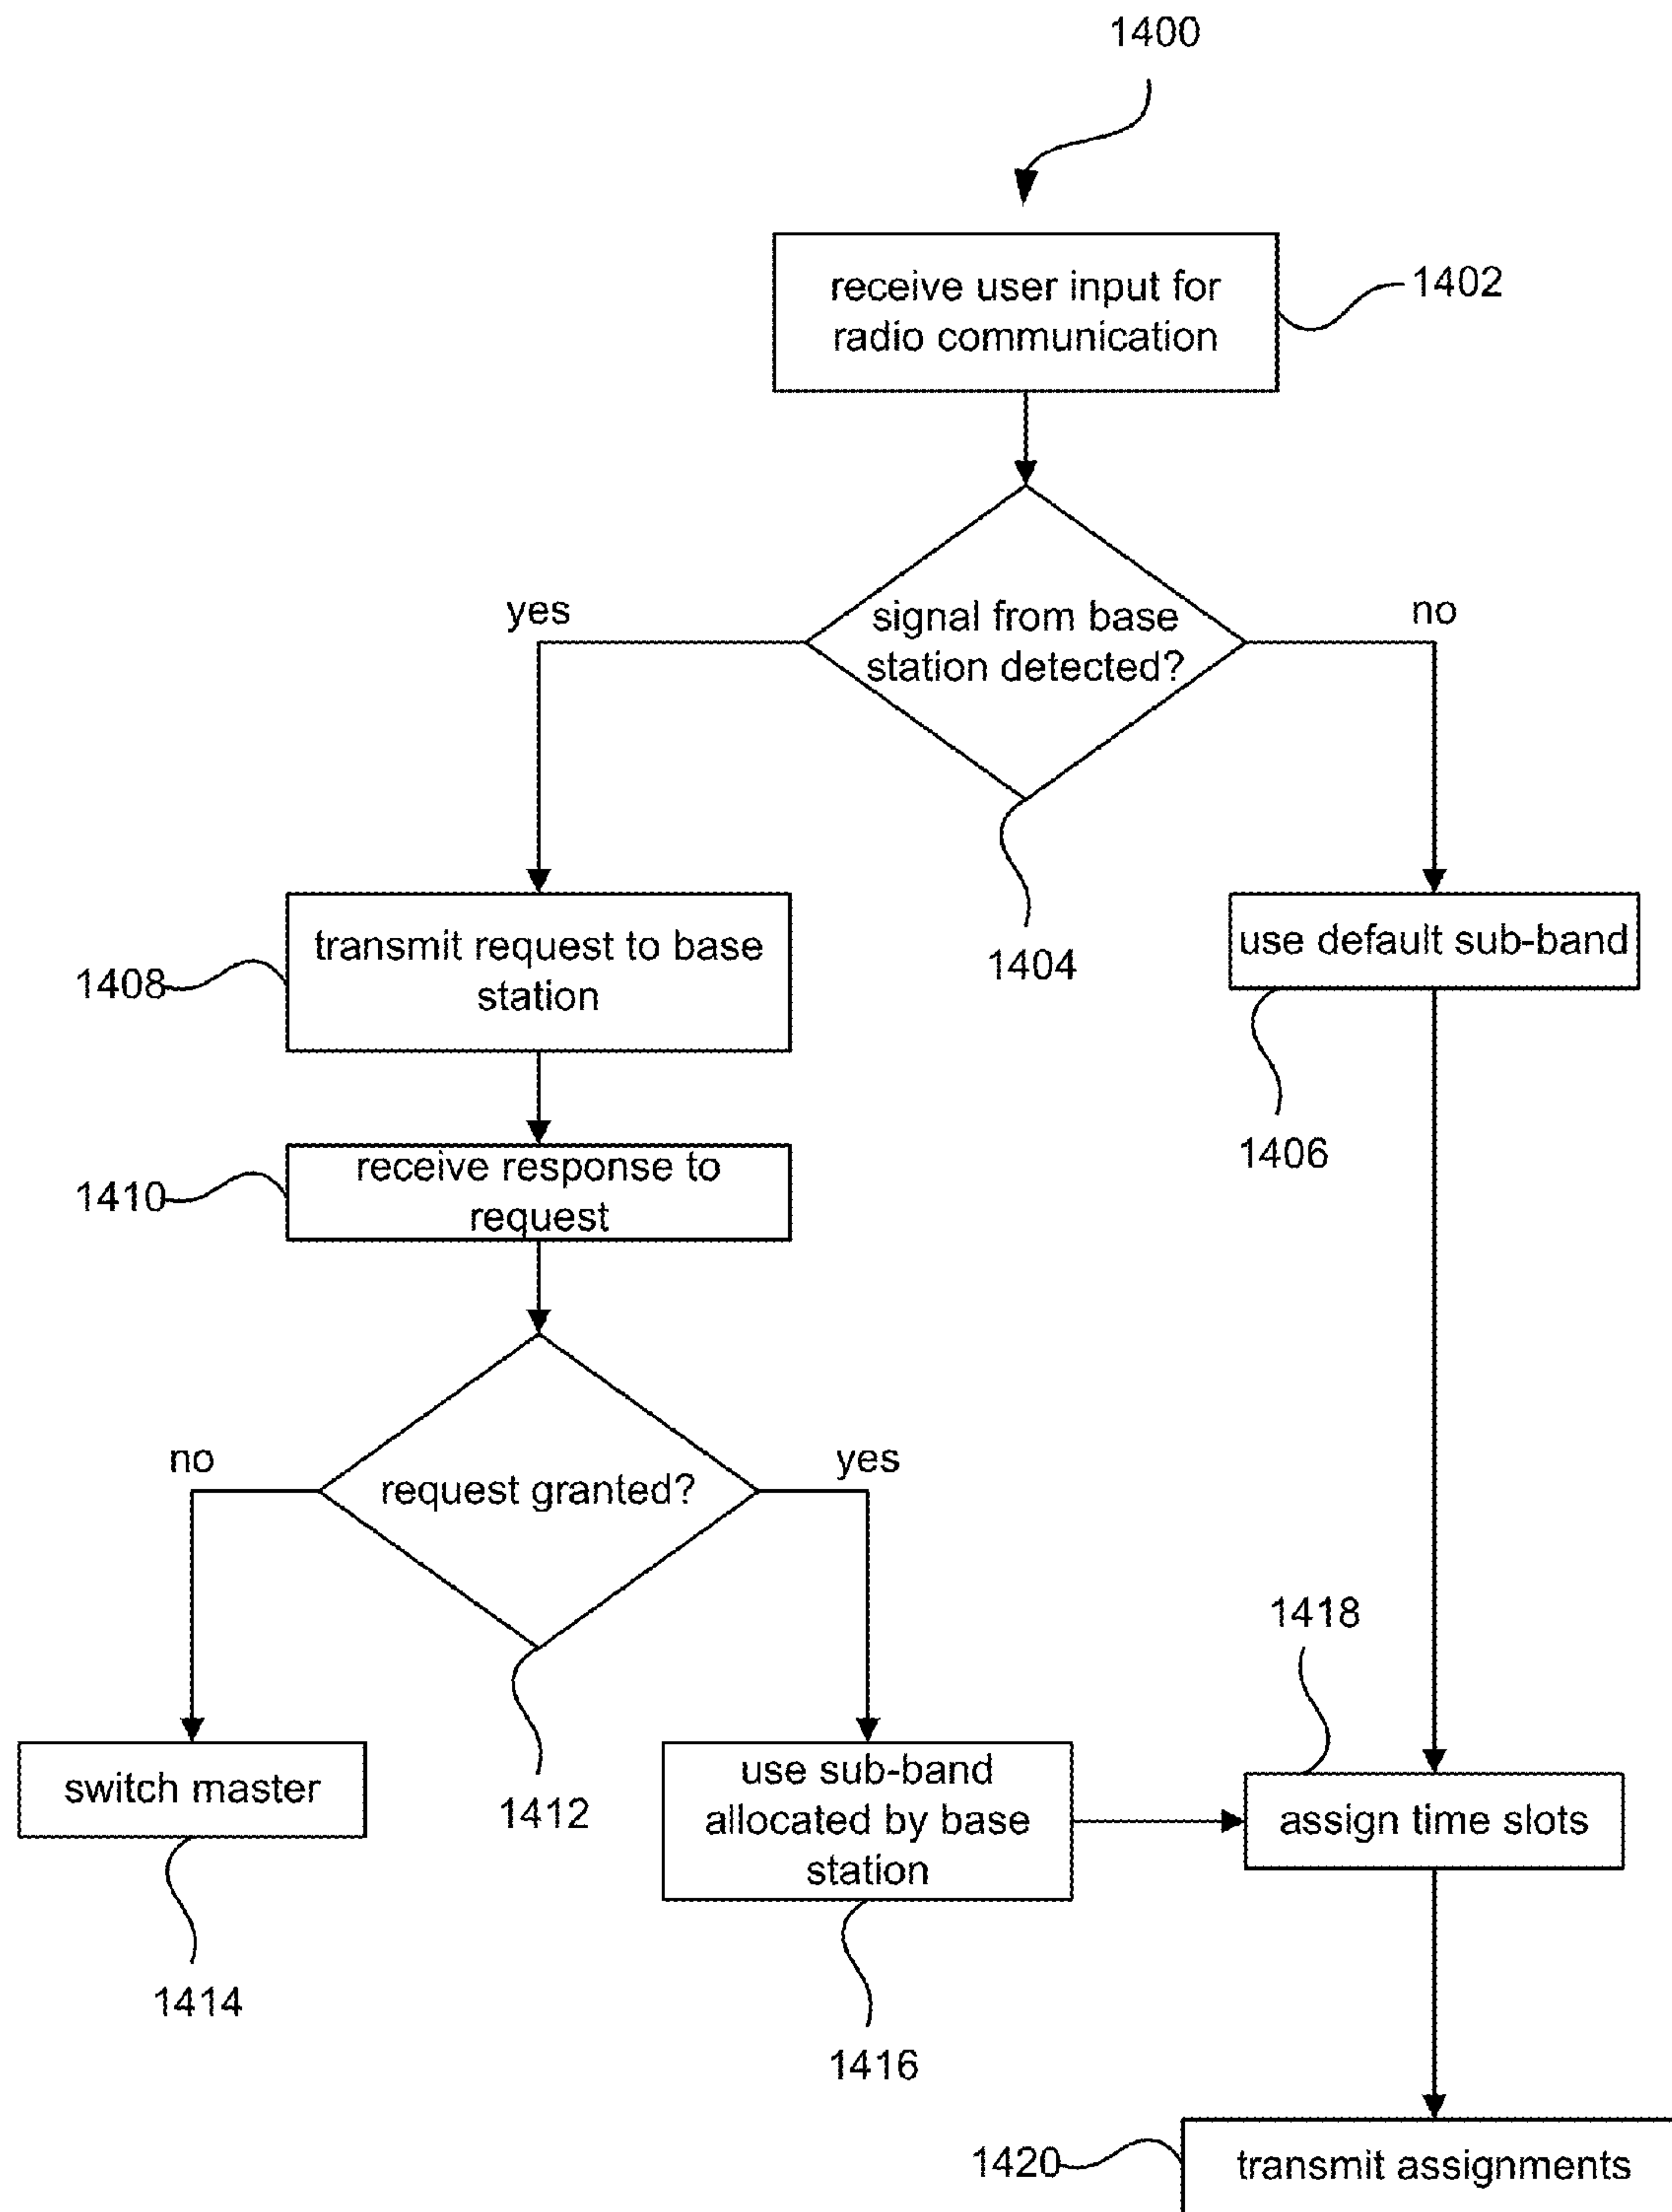 1400
receive user input for
radio communication
1402
yes
signal from base
station detected?
no
1404
transmit request to base
station
1408
use default sub-band
1406
receive response to
request
1410
no
request granted?
yes
1412
1418
switch master
1414
use sub-band
allocated by base
station
1416
assign time slots
1420
transmit assignments